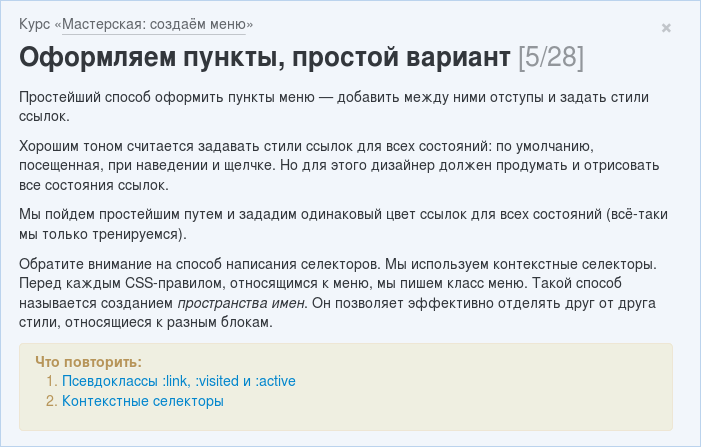 Курс «Мастерская: создаём меню»
×
Оформляем пункты, простой вариант [5/28]
Простейший способ оформить пункты меню — добавить между ними отступы и задать стили
ссылок.
Хорошим тоном считается задавать стили ссылок для всех состояний: по умолчанию,
посещенная, при наведении и щелчке. Но для этого дизайнер должен продумать и отрисовать
все состояния ссылок.
Мы пойдем простейшим путем и зададим одинаковый цвет ссылок для всех состояний (всё-таки
мы только тренируемся).
Обратите внимание на способ написания селекторов. Мы используем контекстные селекторы.
Перед каждым CSS-правилом, относящимся к меню, мы пишем класс меню. Такой способ
называется созданием пространства имен. Он позволяет эффективно отделять друг от друга
стили, относящиеся к разным блокам.
Что повторить:
1. Псевдоклассы :link, :visited и :active
2. Контекстные селекторы